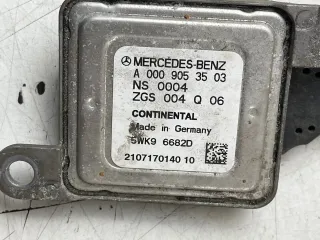 MERCEDES-BENZ
A 000 905 35 03
NS 0004
ZGS 004 Q 06
CONTINENTAL
Made in Germany
5WK9 6682D
2107170140 10